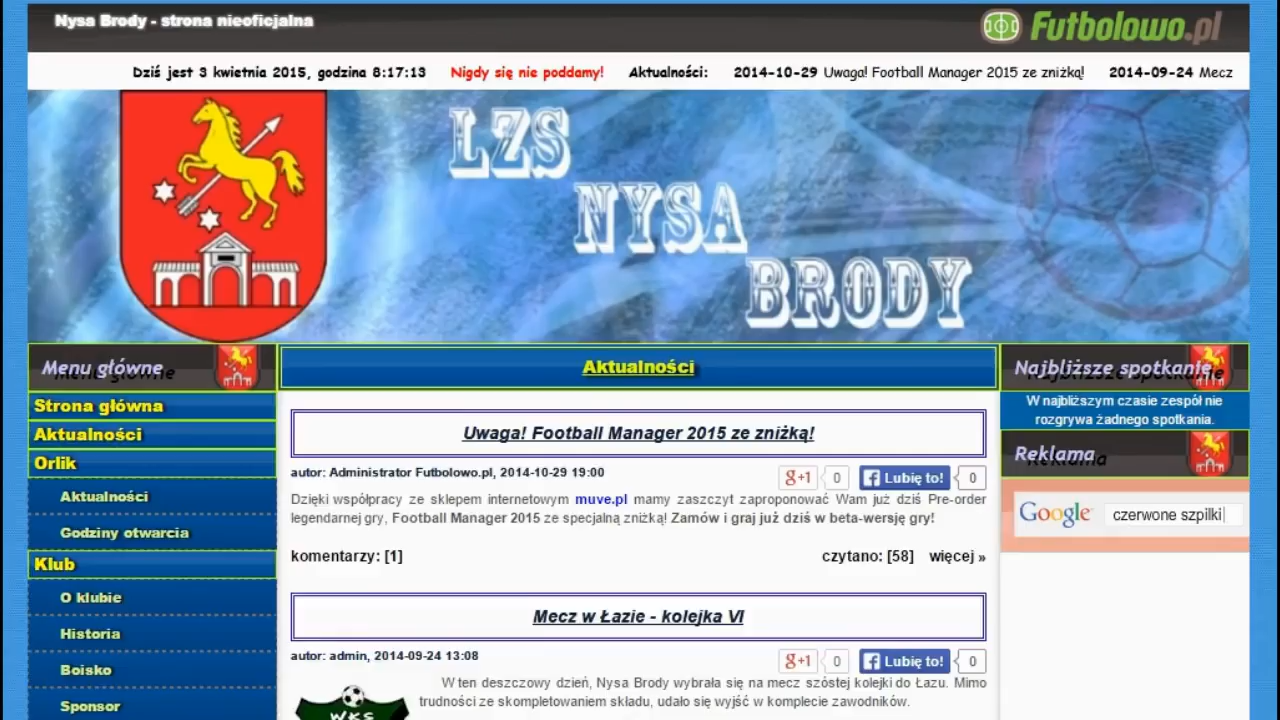 Nysa Brody - strona nieoficjalna
Futbolowo.pl
Dziś jest 3 kwietnia 2015, godzina 8:17:13 Nigdy się nie poddamy! Aktualności: 2014-10-29 Uwaga! Football Manager 2015 ze zniżką! 2014-09-24 Mecz
LZS
NYSA
BRODY
Menu główne
Strona główna
Aktualności
Orlik
Aktualności
Godziny otwarcia
Klub
O klubie
Historia
Boisko
Sponsor
Aktualności
Uwaga! Football Manager 2015 ze zniżką!
autor: Administrator Futbolowo.pl, 2014-10-29 19:00
g+1 0 Lubię to! 0
Dzięki współpracy ze sklepem internetowym muve.pl mamy zaszczyt zaproponować Wam już dziś Pre-order
legendarnej gry, Football Manager 2015 ze specjalną zniżką! Zamów i graj już dziś w beta-wersję gry!
komentarzy: [1] czytano: [58] więcej »
Mecz w Łazie - kolejka VI
autor: admin, 2014-09-24 13:08
g+1 0 Lubię to! 0
W ten deszczowy dzień, Nysa Brody wybrała się na mecz szóstej kolejki do Łazu. Mimo
trudności ze skompletowaniem składu, udało się wyjść w komplecie zawodników.
WKS
Najbliższe spotkanie
W najbliższym czasie zespół nie
rozgrywa żadnego spotkania.
Reklama
Google czerwone szpilki